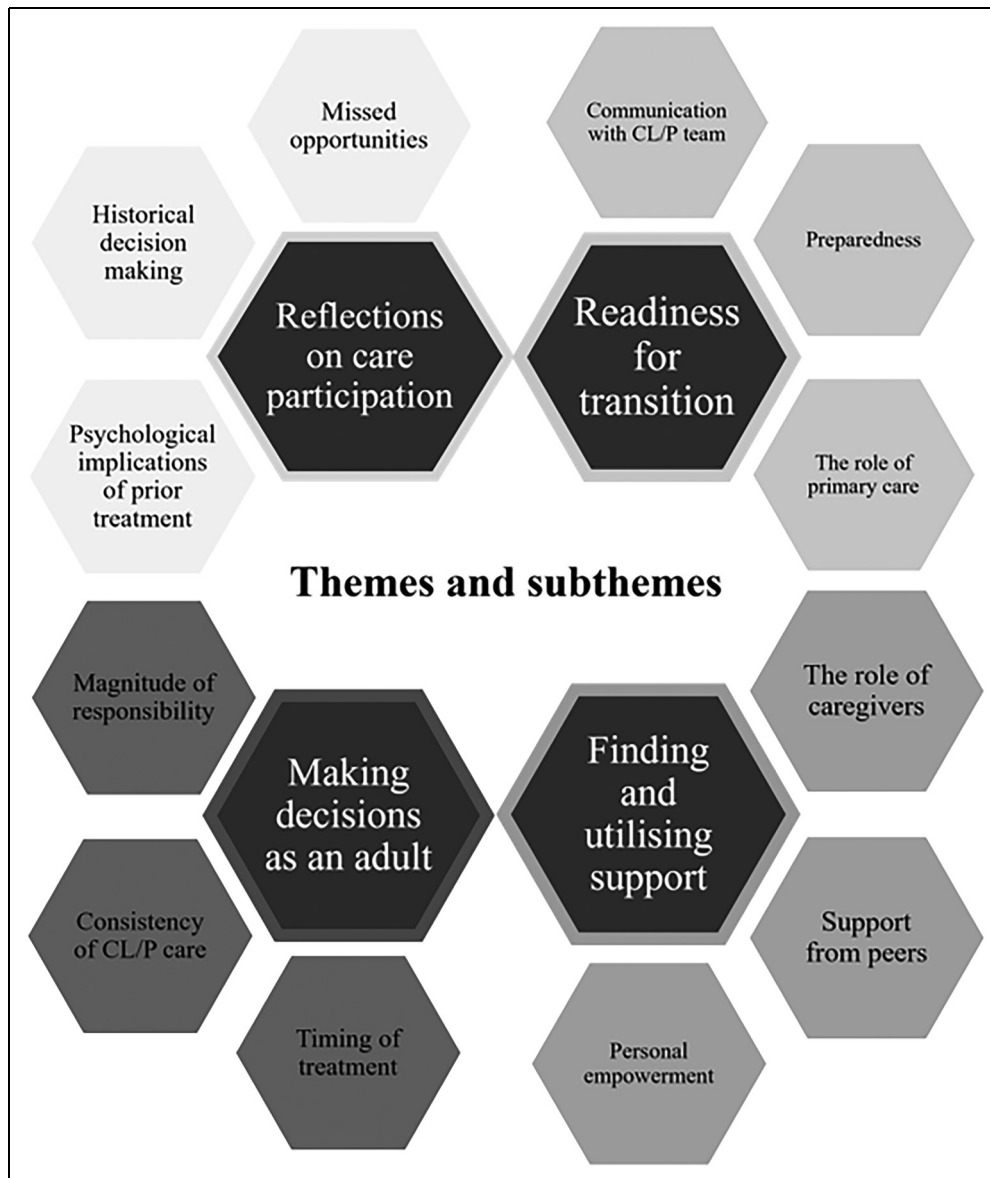 Missed
opportunities
Historical
decision
making
Psychological
implications
of prior
treatment
Reflections
on care
participation
Communication
with CL/P team
Preparedness
The role of
primary care
Readiness
for
transition
Themes and subthemes
Magnitude of
responsibility
Consistency
of CL/P care
Timing of
treatment
Making
decisions
as an adult
Finding
and
utilising
support
The role of
caregivers
Support
from peers
Personal
empowerment